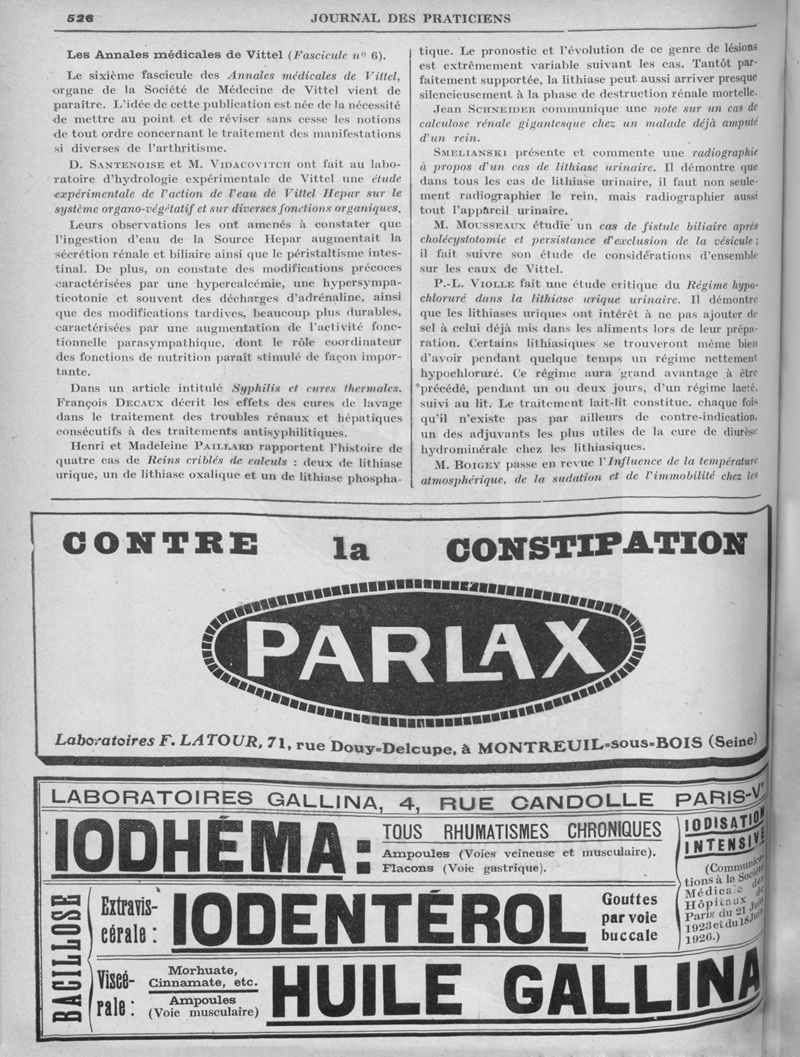 526
JOURNAL DES PRATICIENS
Les Annales médicales de Vittel (Fascicule nº 6).
Le sixième fascicule des Annales médicales de Vittel,
organe de la Société de Médecine de Vittel vient de
paraître. L'idée de cette publication est née de la nécessité
de mettre au point et de réviser sans cesse les notions
de tout ordre concernant le traitement des manifestations
si diverses de l'arthritisme.
D. SANTENOISE et M. VIDACOVITCH ont fait au labo-
ratoire d'hydrologie expérimentale de Vittel une étude
expérimentale de l'action de l'eau de Vittel Hepar sur le
système organo-végétatif et sur diverses fonctions organiques.
Leurs observations les ont amenés à constater que
l'ingestion d'eau de la Source Hepar augmentait la
sécrétion rénale et biliaire ainsi que le péristaltisme intes-
tinal. De plus, on constate des modifications précoces
caractérisées par une hypercalcémie, une hypersympa-
ticotonie et souvent des décharges d'adrénaline, ainsi
que des modifications tardives, beaucoup plus durables,
caractérisées par une augmentation de l'activité fonc-
tionnelle parasympathique, dont le rôle coordinateur
des fonctions de nutrition paraît stimulé de façon impor-
tante.
Dans un article intitulé Syphilis et cures thermales.
François DECAUX décrit les effets des cures de lavage
dans le traitement des troubles rénaux et hépatiques
consécutifs à des traitements antisyphilitiques.
Henri et Madeleine PAILLARD rapportent l'histoire de
quatre cas de Reins criblés de calculs : deux de lithiase
urique, un de lithiase oxalique et un de lithiase phospha-
tique. Le pronostic et l'évolution de ce genre de lésions
est extrêmement variable suivant les cas. Tantôt par-
faitement supportée, la lithiase peut aussi arriver presque
silencieusement à la phase de destruction rénale mortelle.
Jean SCHNEIDER communique une note sur un cas de
calculose rénale gigantesque chez un malade déjà amputé
d'un rein.
SMELIANSKI présente et commente une radiographie
à propos d'un cas de lithiase urinaire. Il démontre que
dans tous les cas de lithiase urinaire, il faut non seule-
ment radiographier le rein, mais radiographier aussi
tout l'appareil urinaire.
M. MOUSSEAUX étudie un cas de fistule biliaire après
cholécystotomie et persistance d'exclusion de la vésicule ;
il fait suivre son étude de considérations d'ensemble
sur les eaux de Vittel.
P.-L. VIOLLE fait une étude critique du Régime hypo-
chloruré dans la lithiase urique urinaire. Il démontre
que les lithiases uriques ont intérêt à ne pas ajouter de
sel à celui déjà mis dans les aliments lors de leur prépa-
ration. Certains lithiasiques se trouveront même bien
d'avoir pendant quelque temps un régime nettement
hypochloruré. Ce régime aura grand avantage à être
précédé, pendant un ou deux jours, d'un régime lacté,
suivi au lit. Le traitement lait-lit constitue. chaque fois
qu'il n'existe pas par ailleurs de contre-indication,
un des adjuvants les plus utiles de la cure de diurèse
hydrominérale chez les lithiasiques.
M. BOIGEY passe en revue l'Influence de la température
atmosphérique, de la sudation et de l'immobilité chez les
CONTRE la CONSTIPATION
PARLAX
Laboratoires F. LATOUR, 71, rue Douy-Delcupe, à MONTREUIL-sous-BOIS (Seine)
LABORATOIRES GALLINA, 4, RUE CANDOLLE PARIS-Ve
IODHÉMA :
TOUS RHUMATISMES CHRONIQUES
Ampoules (Voies veineuse et musculaire).
Flacons (Voie gastrique).
IODISATION
INTENSIVE
(Communica-
tions à la Société
Médicale des
Hôpitaux de
Paris du 21 Juin
1923 et du 18 Juin
1926.)
BACILLOSE
Extravis-
cérale :
IODENTÉROL
Gouttes
par voie
buccale
Viscé-
rale :
Morhuate,
Cinnamate, etc.
Ampoules
(Voie musculaire)
HUILE GALLINA